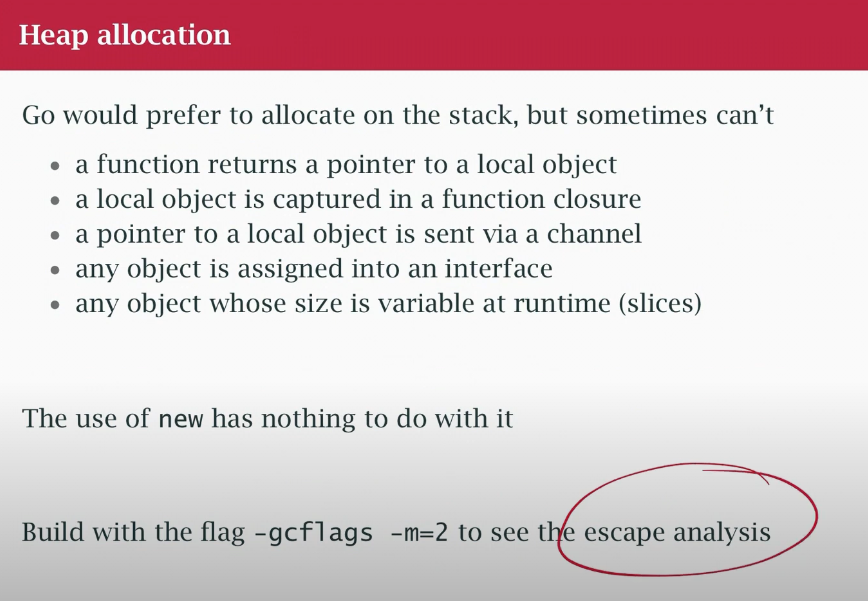 Heap allocation
Go would prefer to allocate on the stack, but sometimes can’t
• a function returns a pointer to a local object
• a local object is captured in a function closure
• a pointer to a local object is sent via a channel
• any object is assigned into an interface
• any object whose size is variable at runtime (slices)
The use of new has nothing to do with it
Build with the flag -gcflags -m=2 to see the escape analysis